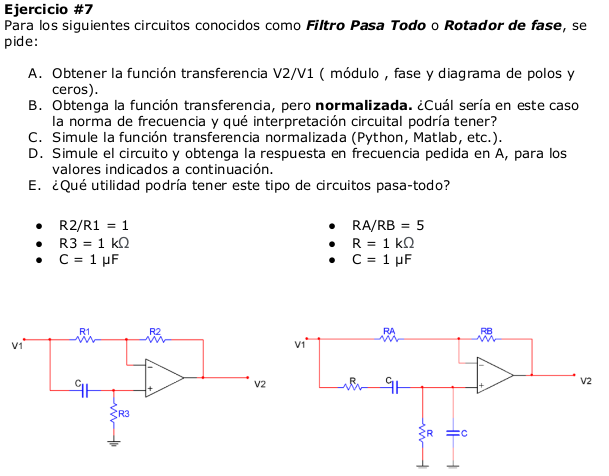 Ejercicio #7
Para los siguientes circuitos conocidos como Filtro Pasa Todo o Rotador de fase, se
pide:
A. Obtener la función transferencia V2/V1 ( módulo , fase y diagrama de polos y
ceros).
B. Obtenga la función transferencia, pero normalizada. ¿Cuál sería en este caso
la norma de frecuencia y qué interpretación circuital podría tener?
C. Simule la función transferencia normalizada (Python, Matlab, etc.).
D. Simule el circuito y obtenga la respuesta en frecuencia pedida en A, para los
valores indicados a continuación.
E. ¿Qué utilidad podría tener este tipo de circuitos pasa-todo?
● R2/R1 = 1
● R3 = 1 kΩ
● C = 1 µF
● RA/RB = 5
● R = 1 kΩ
● C = 1 µF
R1 R2
V1
C
−
+
V2
R3
RA RB
V1
R C
−
+
V2
R C